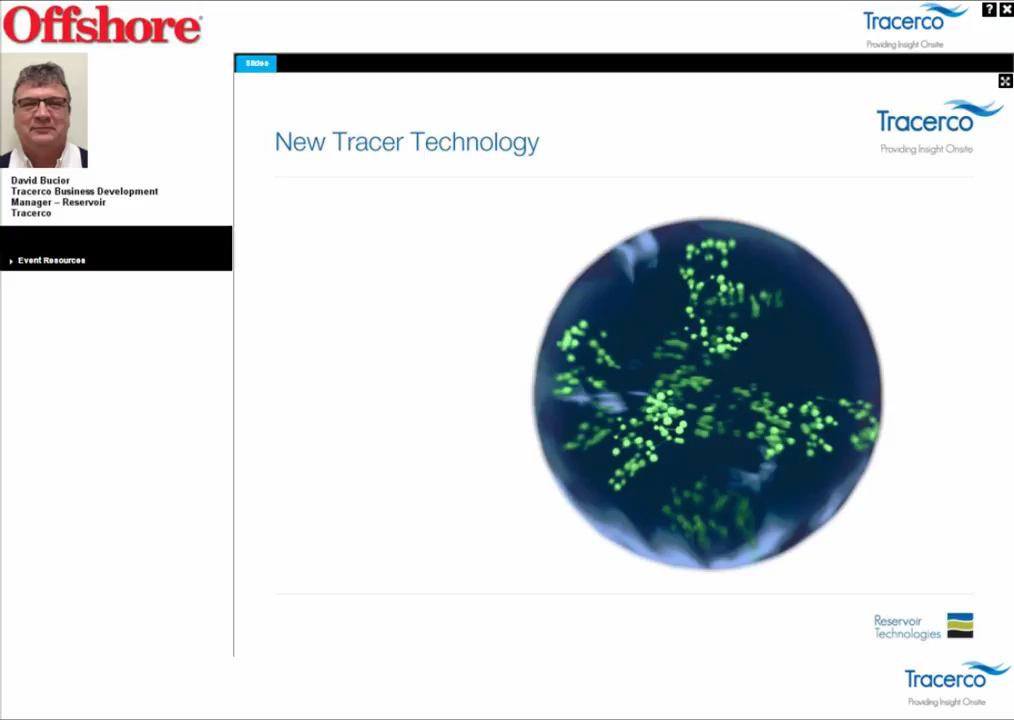 Offshore
Tracerco
Providing Insight Onsite
?
Slides
David Bucior
Tracerco Business Development
Manager – Reservoir
Tracerco
Event Resources
New Tracer Technology
Tracerco
Providing Insight Onsite
Reservoir
Technologies
Tracerco
Providing Insight Onsite